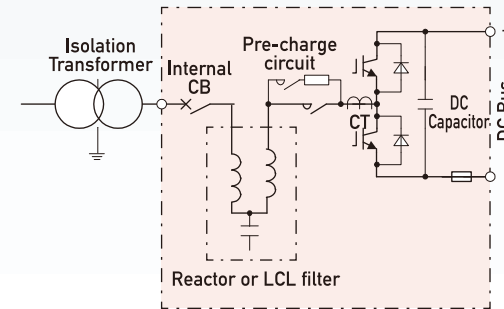 Isolation
Transformer
Internal
CB
Pre-charge
circuit
CT
DC
Capacitor
DC Bus
Reactor or LCL filter